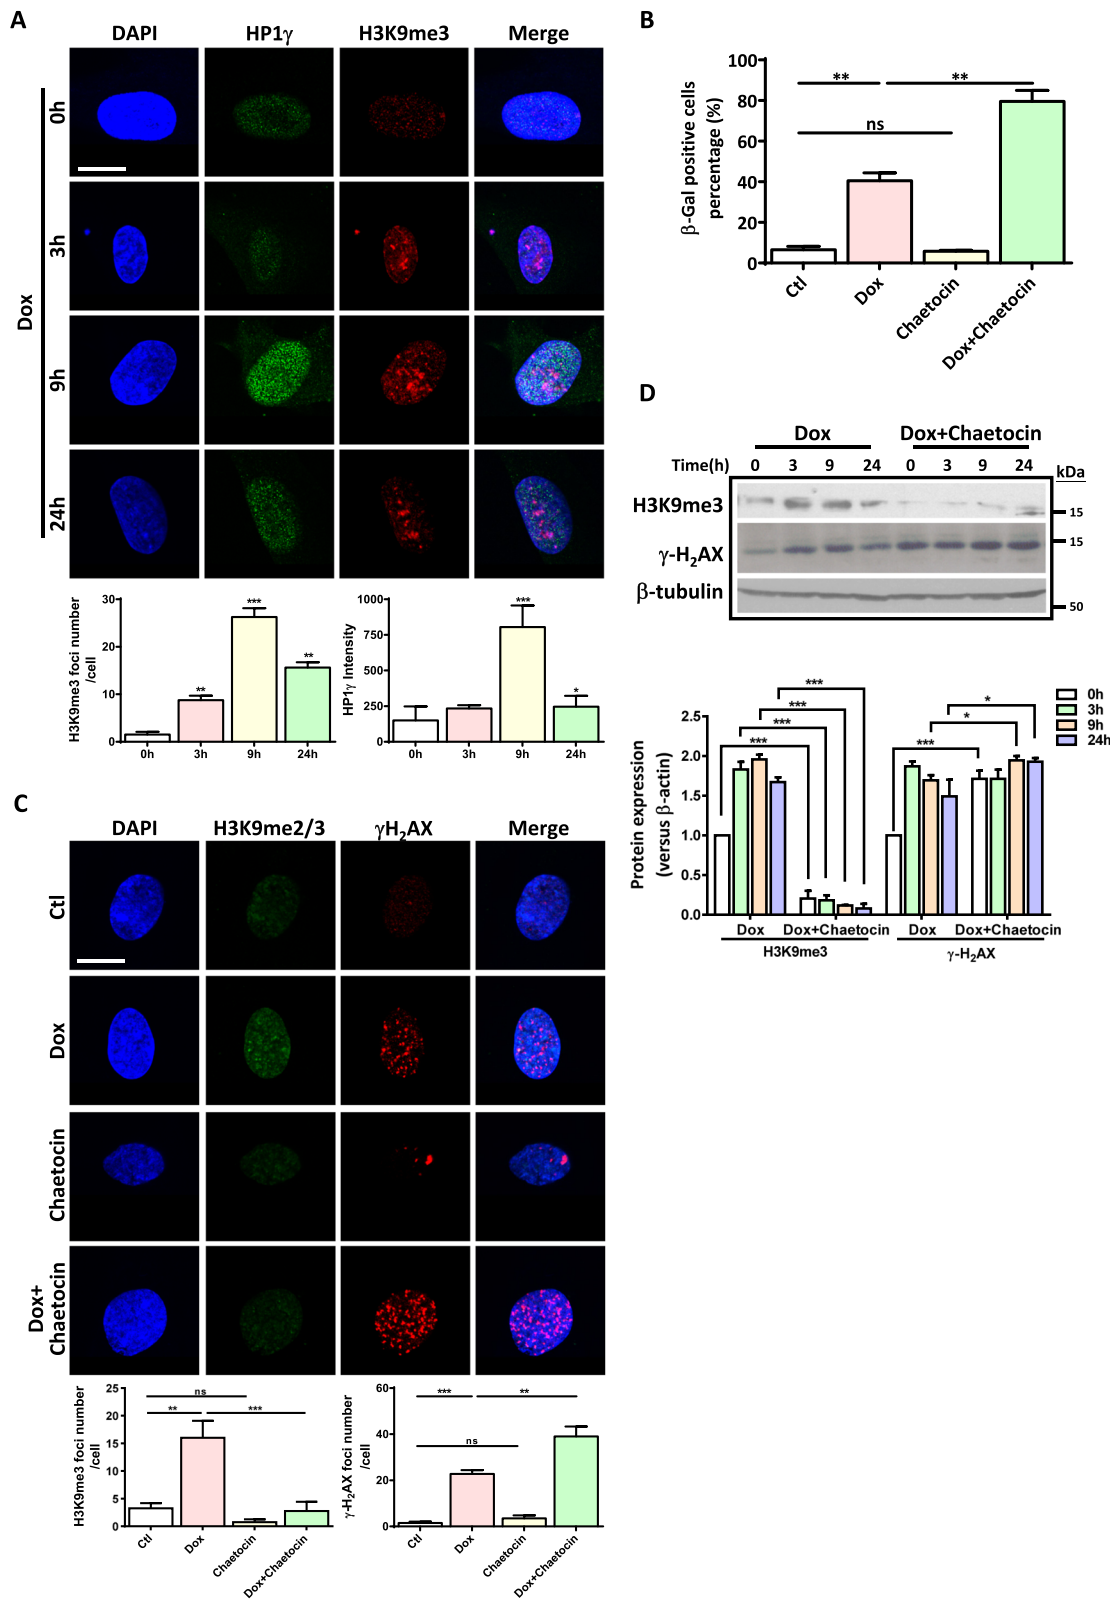 A
DAPI HP1γ H3K9me3 Merge
Dox
0h
3h
9h
24h
H3K9me3 foci number
/cell
30
20
10
0
** *** **
0h 3h 9h 24h
HP1γ Intensity
1000
750
500
250
0
*** *
0h 3h 9h 24h
B
β-Gal positive cells
percentage (%)
100
80
60
40
20
0
** **
ns
Ctl Dox Chaetocin Dox+Chaetocin
C
DAPI H3K9me2/3 γH₂AX Merge
Ctl
Dox
Chaetocin
Dox+
Chaetocin
H3K9me3 foci number
/cell
25
20
15
10
5
0
ns
** ***
Ctl Dox Chaetocin Dox+Chaetocin
γ-H₂AX foci number
/cell
60
40
20
0
*** **
ns
Ctl Dox Chaetocin Dox+Chaetocin
D
Dox Dox+Chaetocin
Time(h) 0 3 9 24 0 3 9 24 kDa
H3K9me3 15
γ-H₂AX 15
β-tubulin 50
Protein expression
(versus β-actin)
2.5
2.0
1.5
1.0
0.5
0.0
***
***
***
***
*
*
***
0h
3h
9h
24h
Dox Dox+Chaetocin Dox Dox+Chaetocin
H3K9me3 γ-H₂AX